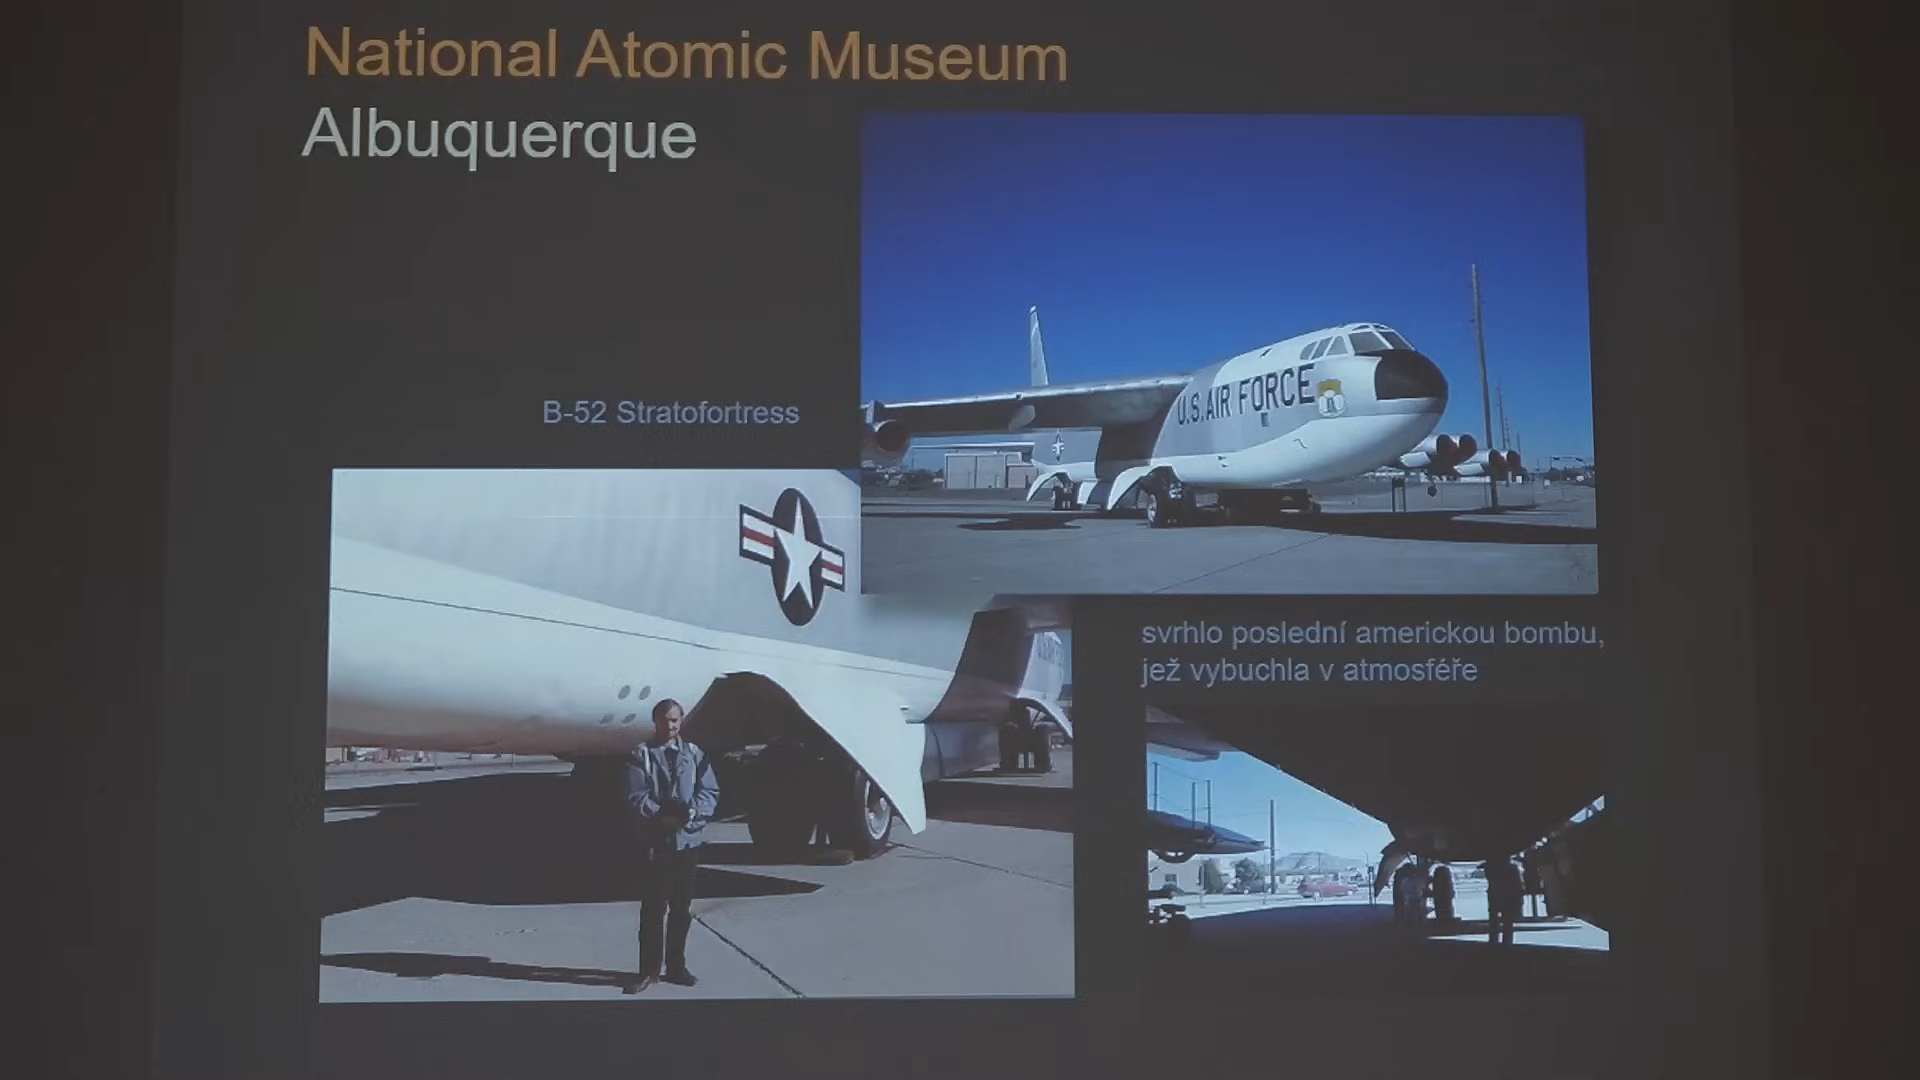 National Atomic Museum
Albuquerque
B-52 Stratofortress
U.S. AIR FORCE
svrhlo poslední americkou bombu,
jež vybuchla v atmosféře